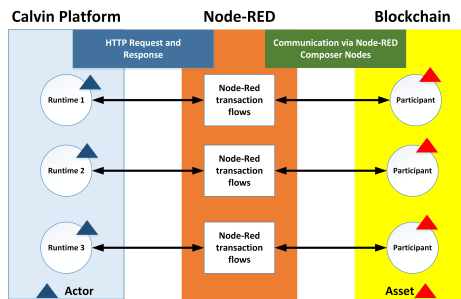 Calvin Platform
Node-RED
Blockchain
HTTP Request and
Response
Communication via Node-RED
Composer Nodes
Runtime 1
Node-Red
transaction
flows
Participant
Runtime 2
Node-Red
transaction
flows
Participant
Runtime 3
Node-Red
transaction
flows
Participant
Actor
Asset